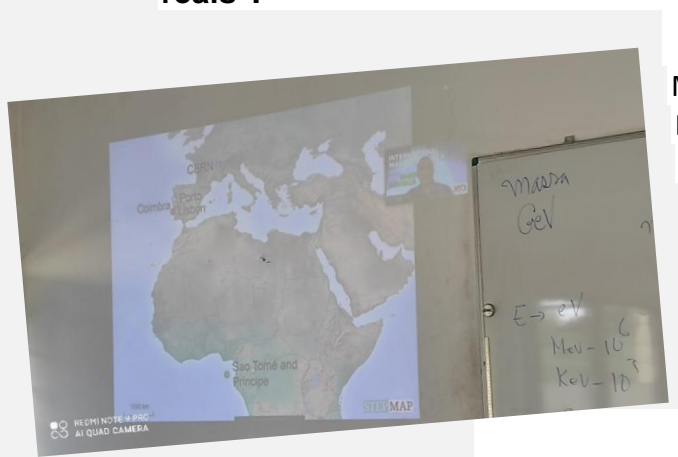 CERN
Porto
Coimbra
Lisbon
Sao Tomé and
Principe
STEPMAP
massa
GeV
E → eV
MeV - 10⁶
KeV - 10³
REDMI NOTE 9 PRO
AI QUAD CAMERA